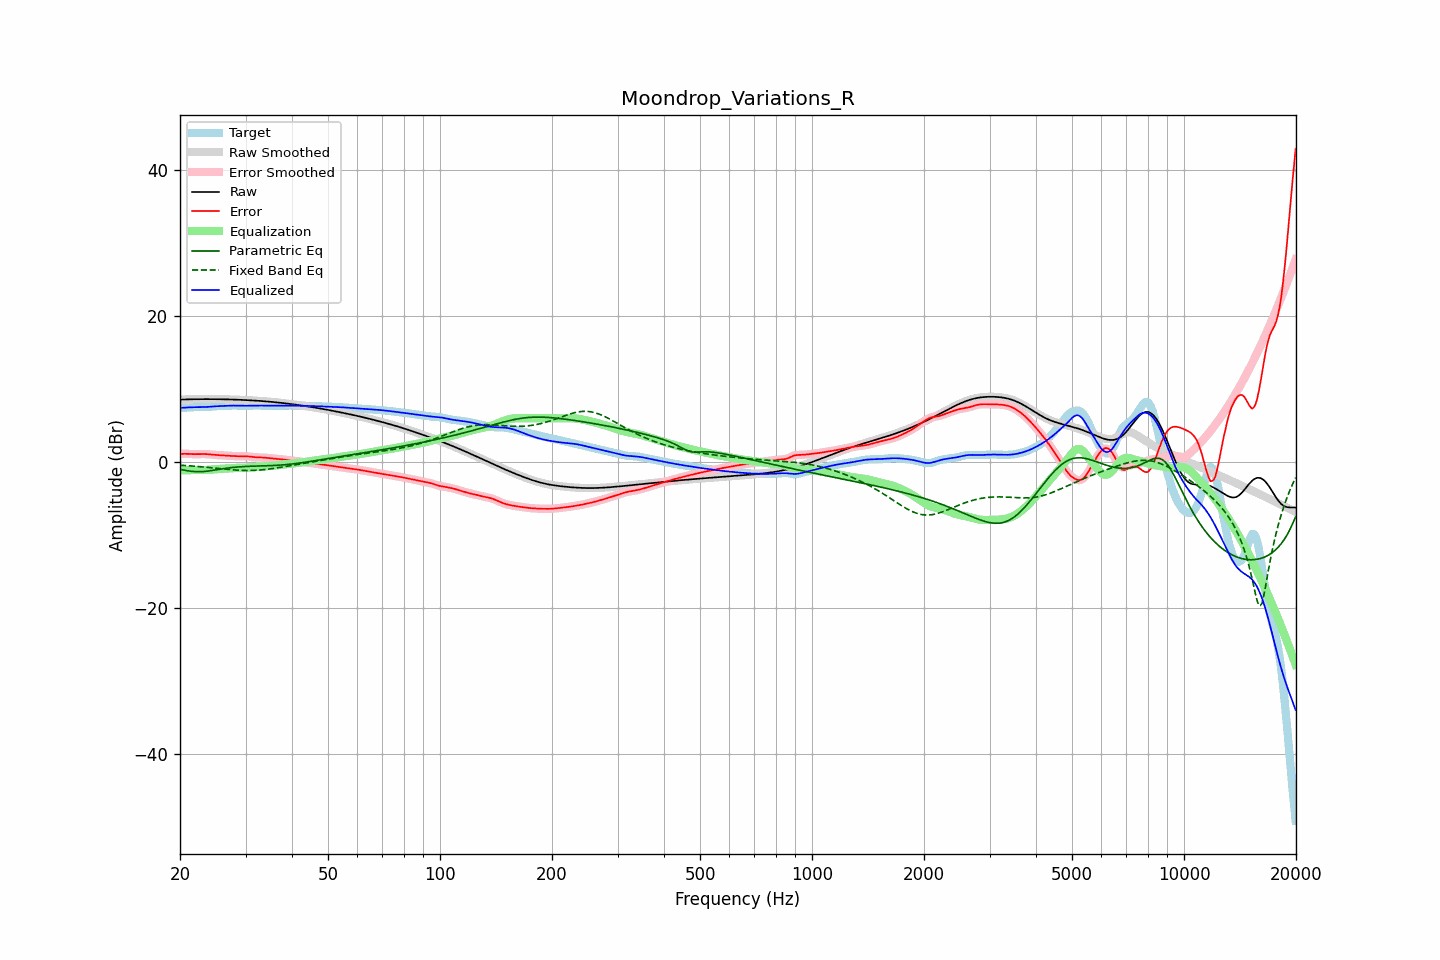 Moondrop_Variations_R
Target
Raw Smoothed
Error Smoothed
Raw
Error
Equalization
Parametric Eq
Fixed Band Eq
Equalized
40
20
0
−20
−40
Amplitude (dBr)
20 50 100 200 500 1000 2000 5000 10000 20000
Frequency (Hz)